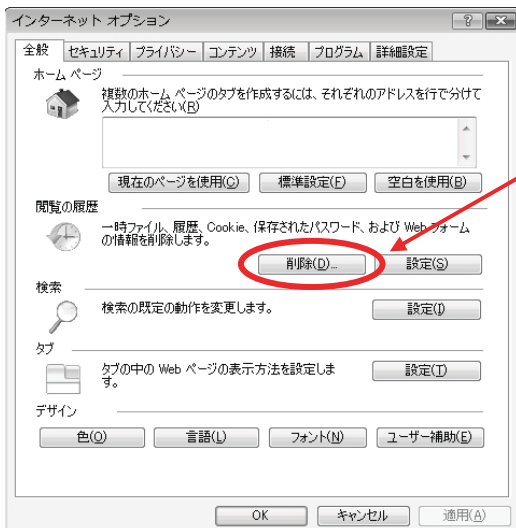 インターネット オプション
全般 セキュリティ プライバシー コンテンツ 接続 プログラム 詳細設定
ホーム ページ
複数のホーム ページのタブを作成するには、それぞれのアドレスを行で分けて
入力してください(R)
現在のページを使用(C) 標準設定(F) 空白を使用(B)
閲覧の履歴
一時ファイル、履歴、Cookie、保存されたパスワード、および Web フォーム
の情報を削除します。
削除(D)... 設定(S)
検索
検索の既定の動作を変更します。 設定(I)
タブ
タブの中の Web ページの表示方法を設定しま
す。
設定(T)
デザイン
色(O) 言語(L) フォント(N) ユーザー補助(E)
OK キャンセル 適用(A)